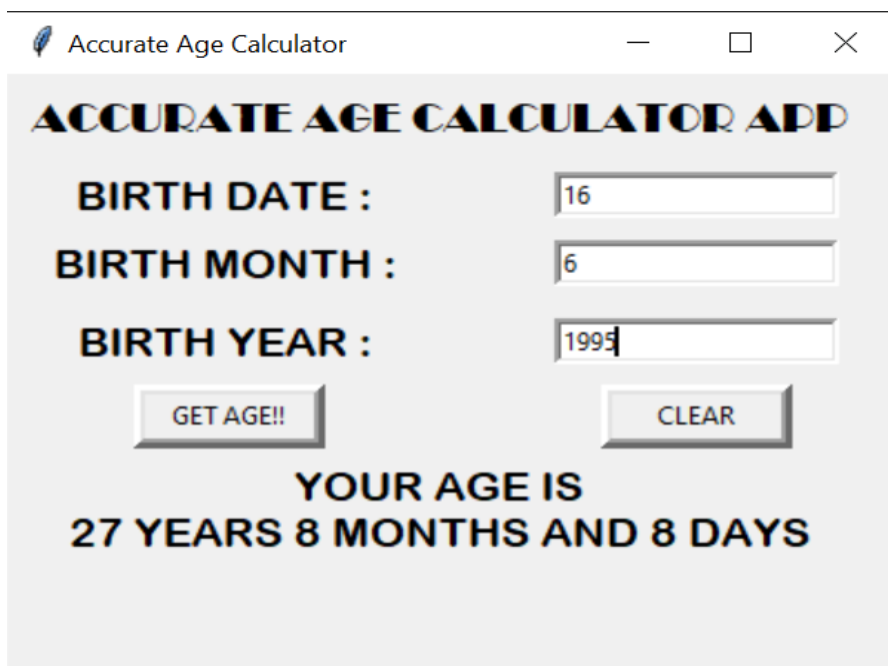 Accurate Age Calculator
ACCURATE AGE CALCULATOR APP
BIRTH DATE : 16
BIRTH MONTH : 6
BIRTH YEAR : 1995
GET AGE!! CLEAR
YOUR AGE IS
27 YEARS 8 MONTHS AND 8 DAYS